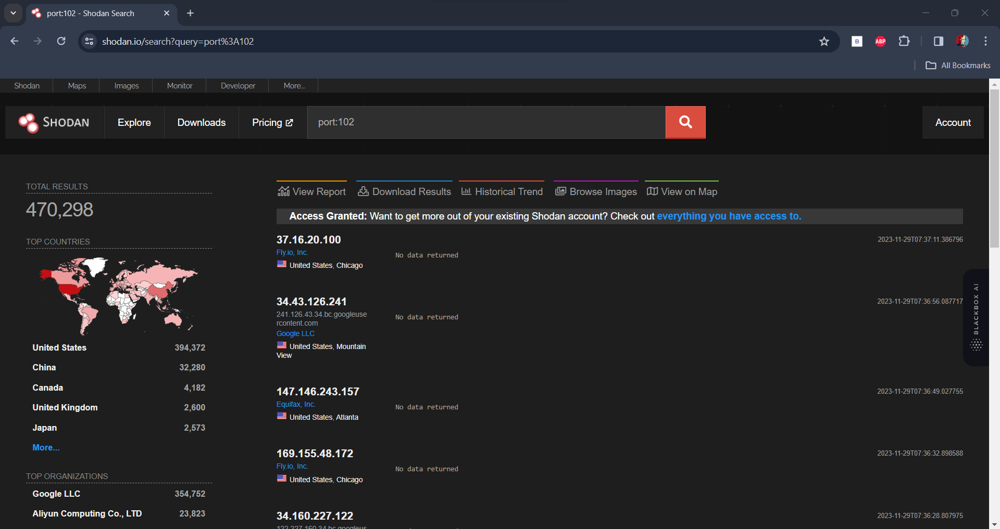 port:102 - Shodan Search
shodan.io/search?query=port%3A102
B
ABP
All Bookmarks
Shodan
Maps
Images
Monitor
Developer
More...
SHODAN
Explore
Downloads
Pricing
port:102
Account
TOTAL RESULTS
470,298
TOP COUNTRIES
United States 394,372
China 32,280
Canada 4,182
United Kingdom 2,600
Japan 2,573
More...
TOP ORGANIZATIONS
Google LLC 354,752
Aliyun Computing Co., LTD 23,823
View Report
Download Results
Historical Trend
Browse Images
View on Map
Access Granted: Want to get more out of your existing Shodan account? Check out everything you have access to.
37.16.20.100
2023-11-29T07:37:11.386796
Fly.io, Inc.
No data returned
United States, Chicago
34.43.126.241
2023-11-29T07:36:56.087717
241.126.43.34.bc.googleuse
rcontent.com
No data returned
Google LLC
United States, Mountain
View
147.146.243.157
2023-11-29T07:36:49.027755
Equifax, Inc.
No data returned
United States, Atlanta
169.155.48.172
2023-11-29T07:36:32.898588
Fly.io, Inc.
No data returned
United States, Chicago
34.160.227.122
2023-11-29T07:36:28.807975
122.227.160.34.bc.googleus
BLACKBOX AI